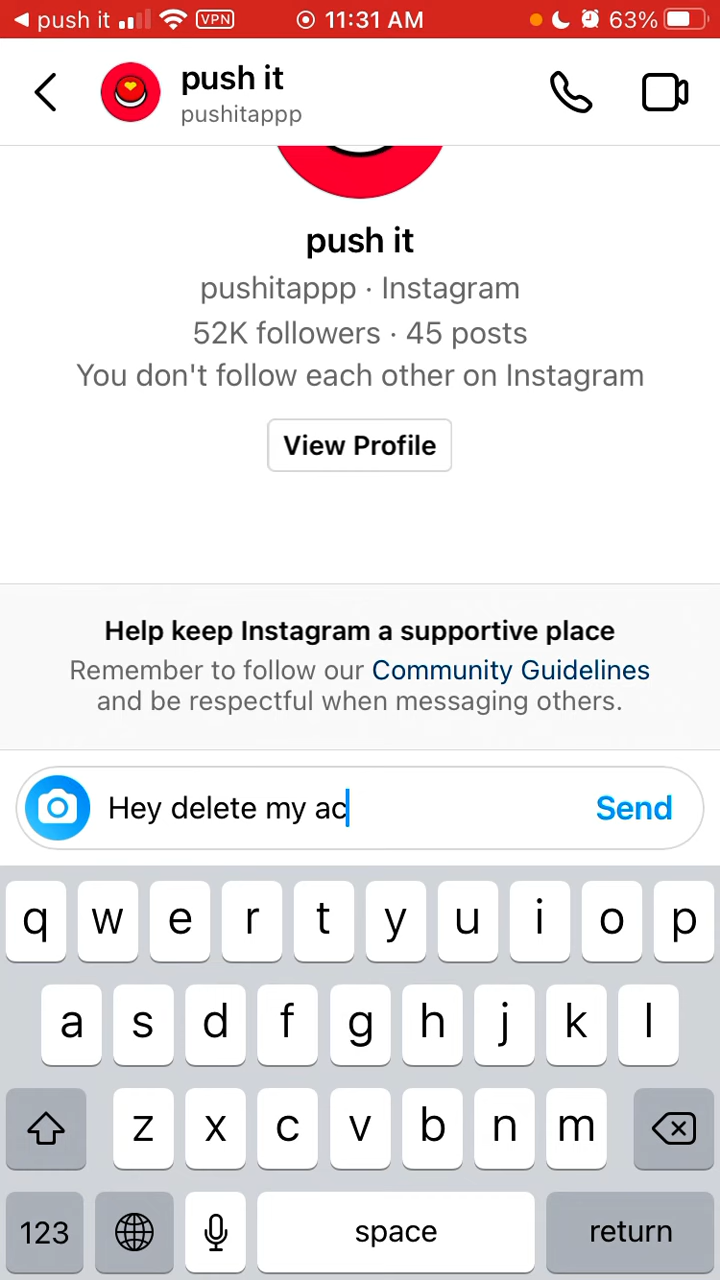 push it VPN 11:31 AM 63%
push it
pushitappp
push it
pushitappp · Instagram
52K followers · 45 posts
You don't follow each other on Instagram
View Profile
Help keep Instagram a supportive place
Remember to follow our Community Guidelines
and be respectful when messaging others.
Hey delete my ac Send
q w e r t y u i o p
a s d f g h j k l
z x c v b n m
123 space return